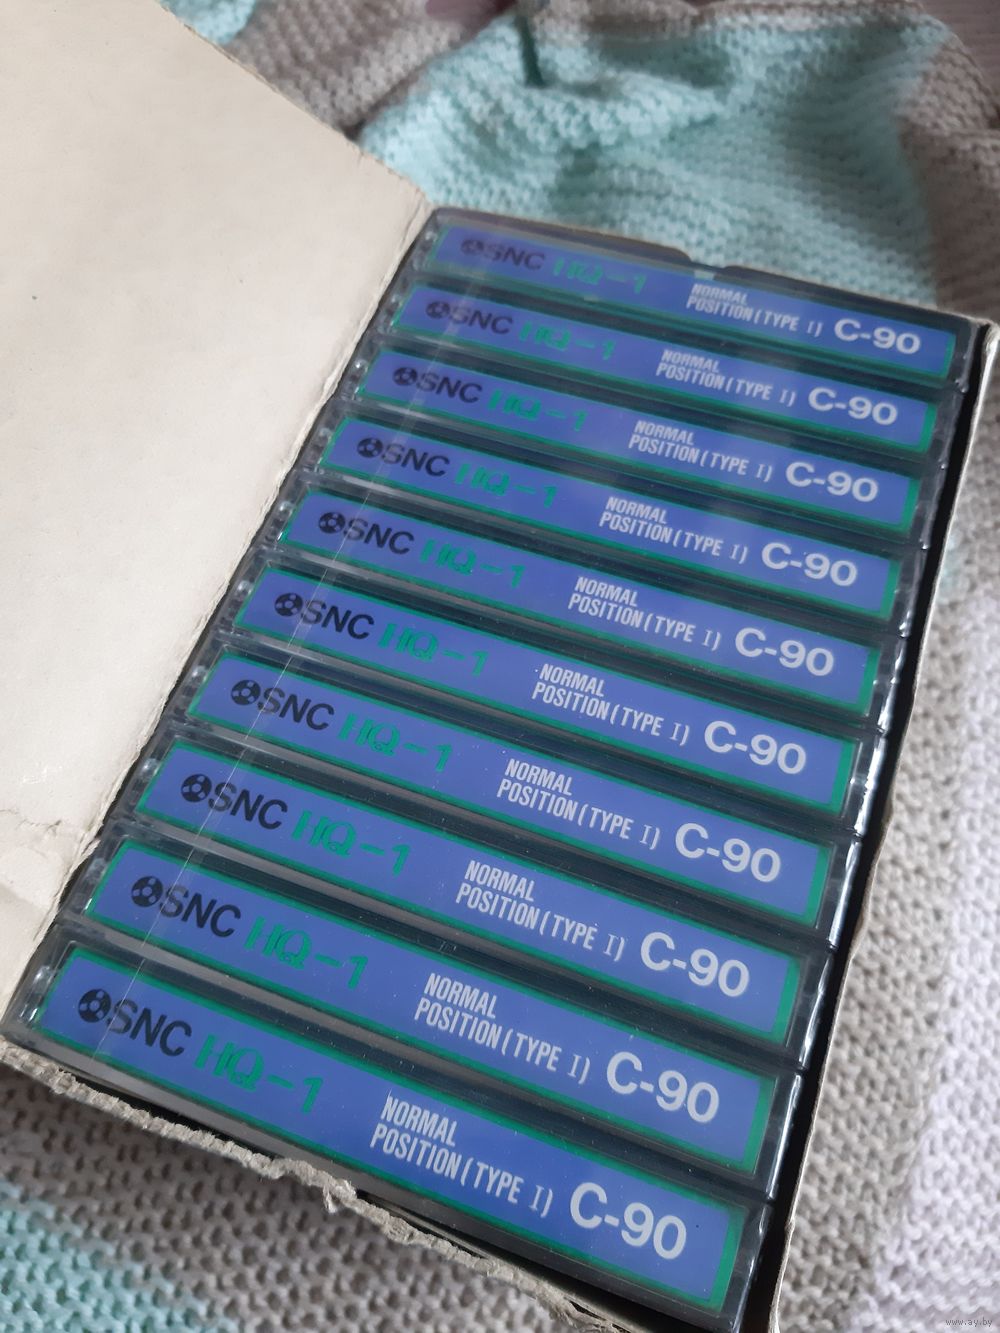 SNC HQ-1 NORMAL
POSITION (TYPE I) C-90
SNC HQ-1 NORMAL
POSITION (TYPE I) C-90
SNC HQ-1 NORMAL
POSITION (TYPE I) C-90
SNC HQ-1 NORMAL
POSITION (TYPE I) C-90
SNC HQ-1 NORMAL
POSITION (TYPE I) C-90
SNC HQ-1 NORMAL
POSITION (TYPE I) C-90
SNC HQ-1 NORMAL
POSITION (TYPE I) C-90
SNC HQ-1 NORMAL
POSITION (TYPE I) C-90
SNC HQ-1 NORMAL
POSITION (TYPE I) C-90
SNC HQ-1 NORMAL
POSITION (TYPE I) C-90
www.ay.by